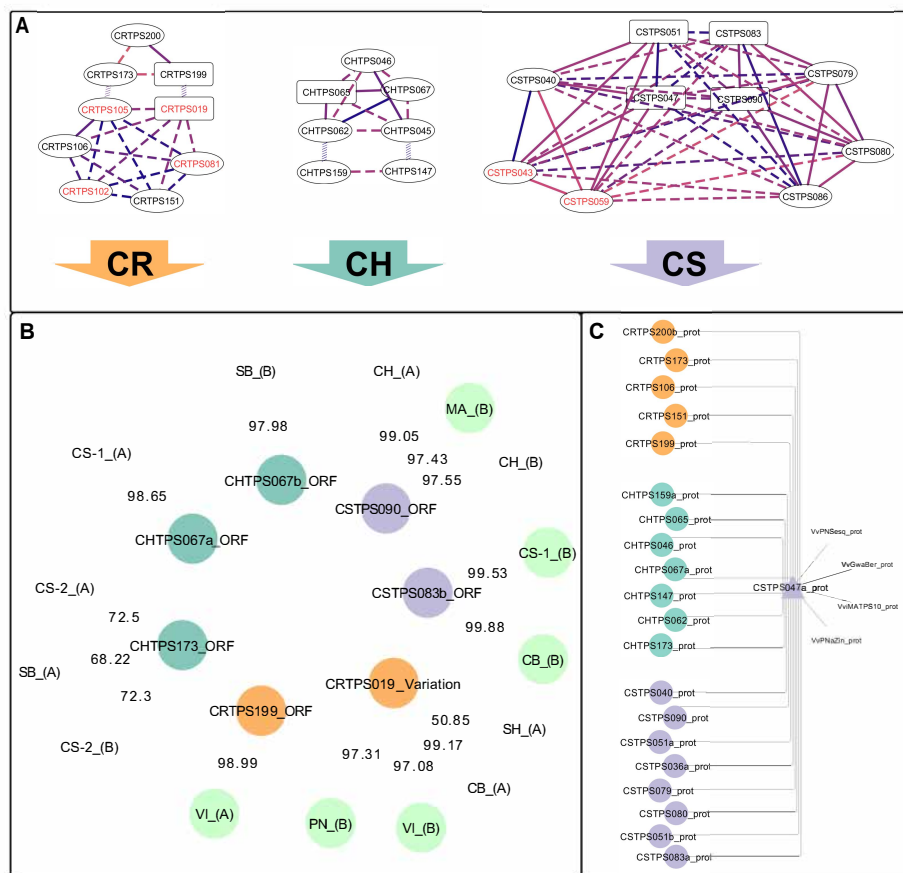 A
CRTPS200
CRTPS173
CRTPS199
CRTPS105
CRTPS019
CRTPS106
CRTPS081
CRTPS102
CRTPS151
CHTPS046
CHTPS065
CHTPS067
CHTPS062
CHTPS045
CHTPS159
CHTPS147
CSTPS051
CSTPS083
CSTPS040
CSTPS079
CSTPS047
CSTPS090
CSTPS080
CSTPS043
CSTPS059
CSTPS086
CR
CH
CS
B
SB_(B)
CH_(A)
MA_(B)
97.98
99.05
97.43
97.55
CS-1_(A)
CH_(B)
98.65
CHTPS067b_ORF
CSTPS090_ORF
CHTPS067a_ORF
CS-1_(B)
99.53
CS-2_(A)
CSTPS083b_ORF
99.88
72.5
CHTPS173_ORF
68.22
SB_(A)
72.3
CB_(B)
CRTPS199_ORF
CRTPS019_Variation
50.85
SH_(A)
CS-2_(B)
97.31
99.17
97.08
98.99
CB_(A)
VI_(A)
PN_(B)
VI_(B)
C
CRTPS200b_prot
CRTPS173_prot
CRTPS106_prot
CRTPS151_prot
CRTPS199_prot
CHTPS159a_prot
CHTPS065_prot
CHTPS046_prot
CHTPS067a_prot
CHTPS147_prot
CHTPS062_prot
CHTPS173_prot
VvPNSesq_prot
VvGwaBer_prot
CSTPS047a_prot
VviMATPS10_prot
VvPNaZin_prot
CSTPS040_prot
CSTPS090_prot
CSTPS051a_prot
CSTPS036a_prot
CSTPS079_prot
CSTPS080_prot
CSTPS051b_prot
CSTPS083a_prot